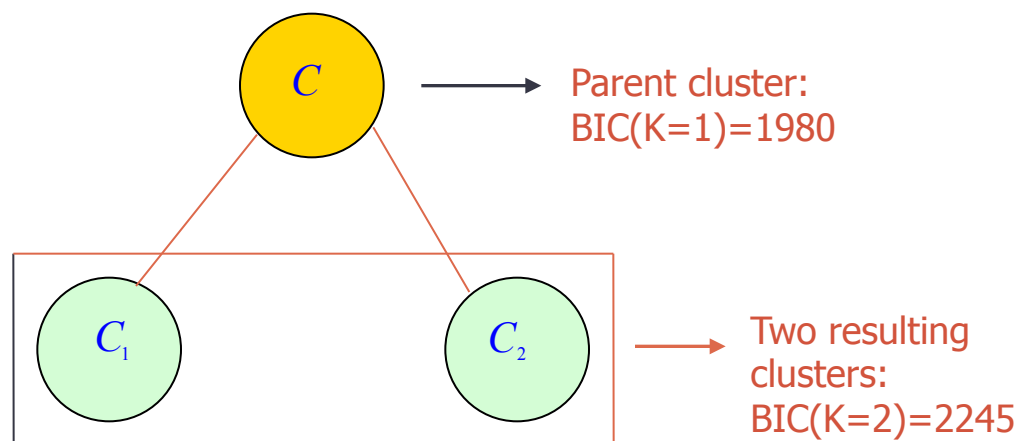 C
Parent cluster:
BIC(K=1)=1980
C₁
C₂
Two resulting
clusters:
BIC(K=2)=2245